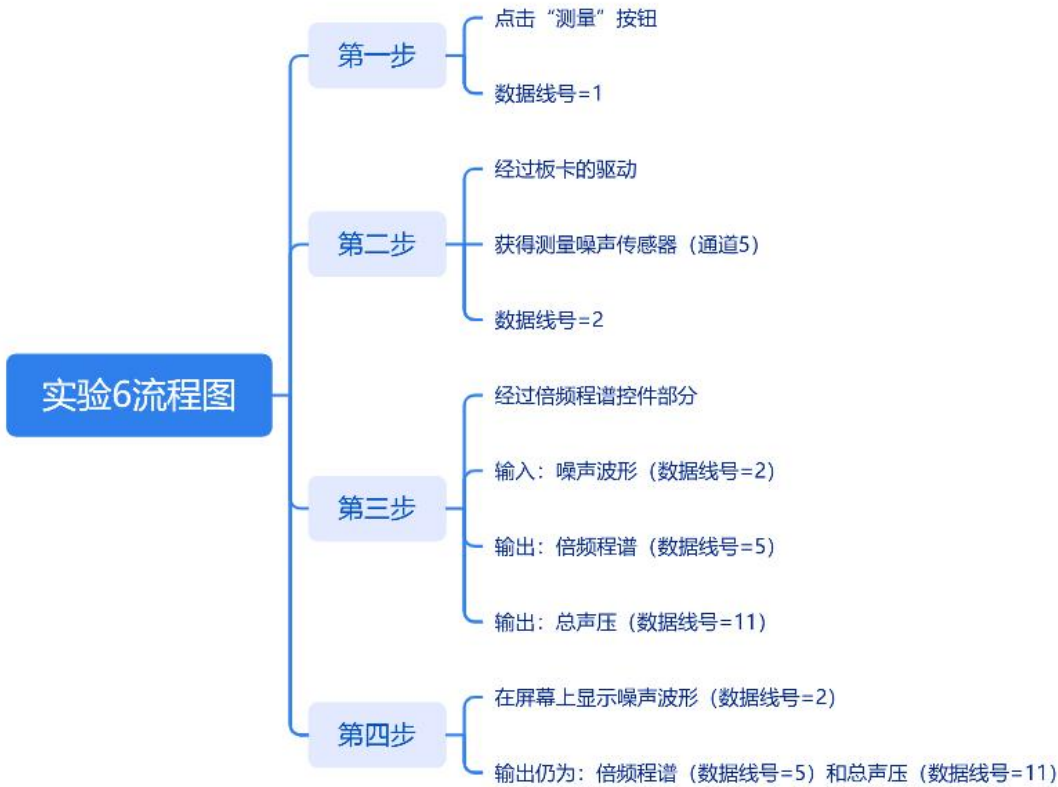 点击“测量”按钮
第一步
数据线号=1
经过板卡的驱动
第二步
获得测量噪声传感器（通道5）
数据线号=2
实验6流程图
经过倍频程谱控件部分
输入：噪声波形（数据线号=2）
第三步
输出：倍频程谱（数据线号=5）
输出：总声压（数据线号=11）
在屏幕上显示噪声波形（数据线号=2）
第四步
输出仍为：倍频程谱（数据线号=5）和总声压（数据线号=11）